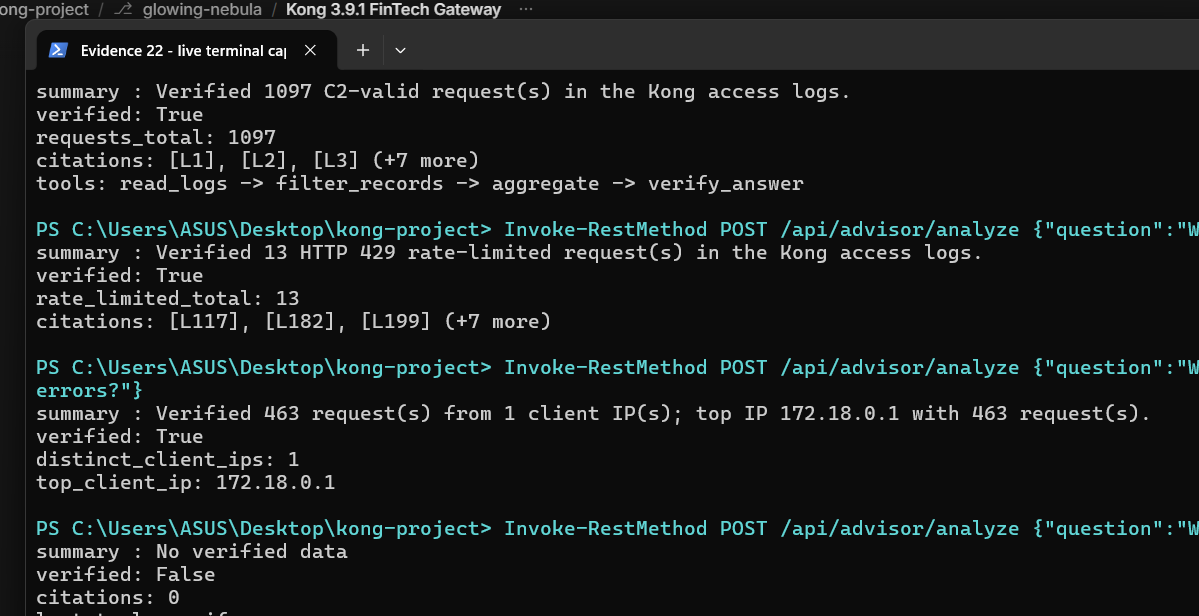 ong-project / glowing-nebula / Kong 3.9.1 FinTech Gateway ...
Evidence 22 - live terminal cap
summary : Verified 1097 C2-valid request(s) in the Kong access logs.
verified: True
requests_total: 1097
citations: [L1], [L2], [L3] (+7 more)
tools: read_logs -> filter_records -> aggregate -> verify_answer
PS C:\Users\ASUS\Desktop\kong-project> Invoke-RestMethod POST /api/advisor/analyze {"question":"W
summary : Verified 13 HTTP 429 rate-limited request(s) in the Kong access logs.
verified: True
rate_limited_total: 13
citations: [L117], [L182], [L199] (+7 more)
PS C:\Users\ASUS\Desktop\kong-project> Invoke-RestMethod POST /api/advisor/analyze {"question":"W
errors?"}
summary : Verified 463 request(s) from 1 client IP(s); top IP 172.18.0.1 with 463 request(s).
verified: True
distinct_client_ips: 1
top_client_ip: 172.18.0.1
PS C:\Users\ASUS\Desktop\kong-project> Invoke-RestMethod POST /api/advisor/analyze {"question":"W
summary : No verified data
verified: False
citations: 0